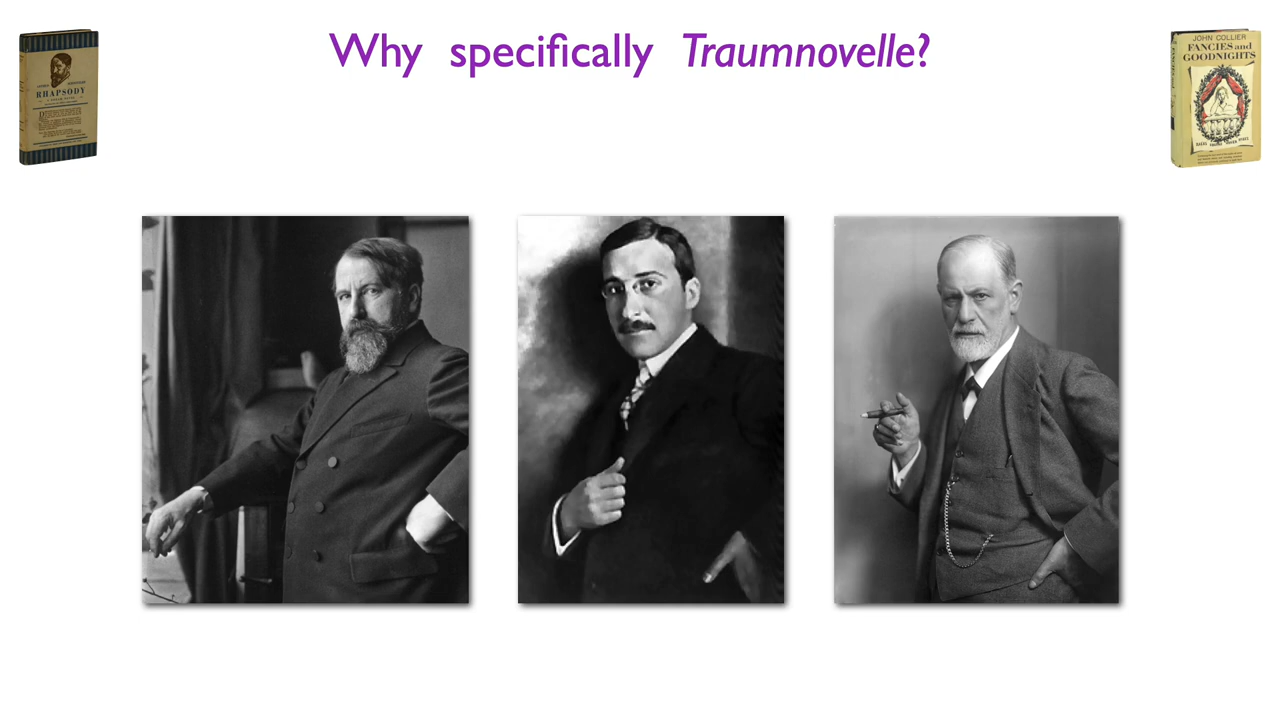 Why specifically Traumnovelle?
RHAPSODY
JOHN COLLIER
FANCIES and
GOODNIGHTS